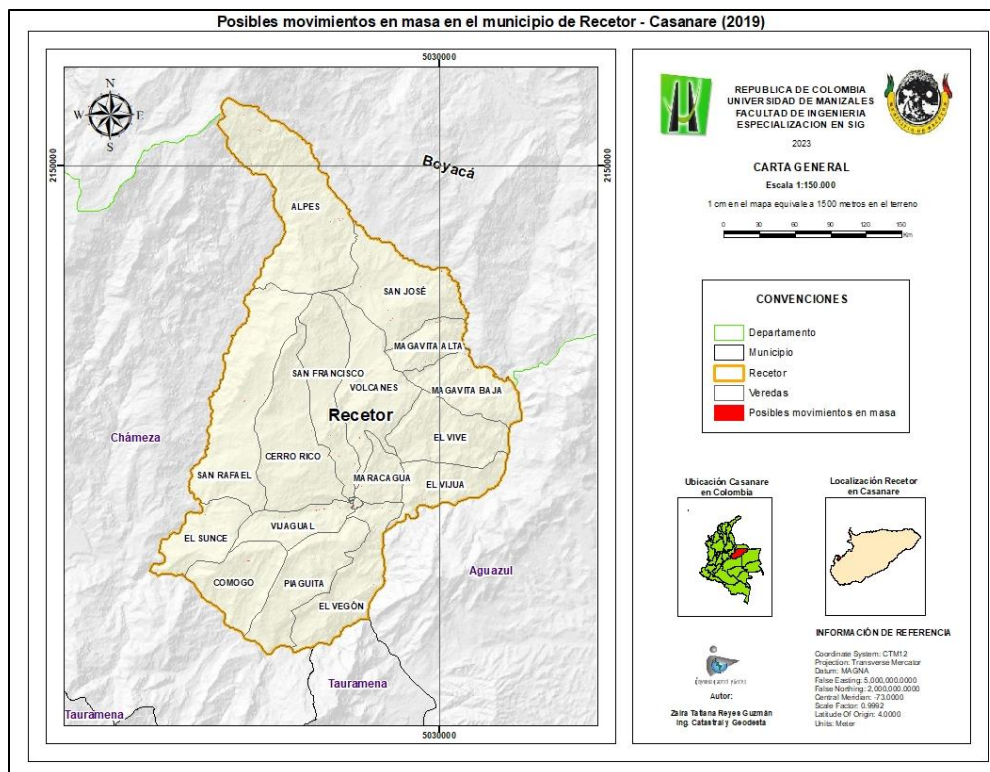 Posibles movimientos en masa en el municipio de Recetor - Casanare (2019)
5030000
N
W
E
S
2150000
2150000
Boyacá
ALPES
SAN JOSÉ
MAGAVITA ALTA
SAN FRANCISCO
VOLCANES
MAGAVITA BAJA
Recetor
Chámeza
EL VIVE
CERRO RICO
SAN RAFAEL
MARACAGUA
EL VIJUA
VIJAGUAL
EL SUNCE
Aguazul
COMOGO
PIAGUITA
EL VEGÓN
Tauramena
Tauramena
5030000
REPUBLICA DE COLOMBIA
UNIVERSIDAD DE MANIZALES
FACULTAD DE INGENIERIA
ESPECIALIZACION EN SIG
2023
CARTA GENERAL
Escala 1:150.000
1 cm en el mapa equivale a 1500 metros en el terreno
0 30 60 90 120 150
Km
CONVENCIONES
Departamento
Municipio
Recetor
Veredas
Posibles movimientos en masa
Ubicación Casanare
en Colombia
Localización Recetor
en Casanare
INFORMACIÓN DE REFERENCIA
Coordinate System: CTM12
Projection: Transverse Mercator
Datum: MAGNA
False Easting: 5,000,000.0000
False Northing: 2,000,000.0000
Central Meridian: -73.0000
Scale Factor: 0.9992
Latitude Of Origin: 4.0000
Units: Meter
Autor:
Zaira Tatiana Reyes Guzmán
Ing. Catastral y Geodesta